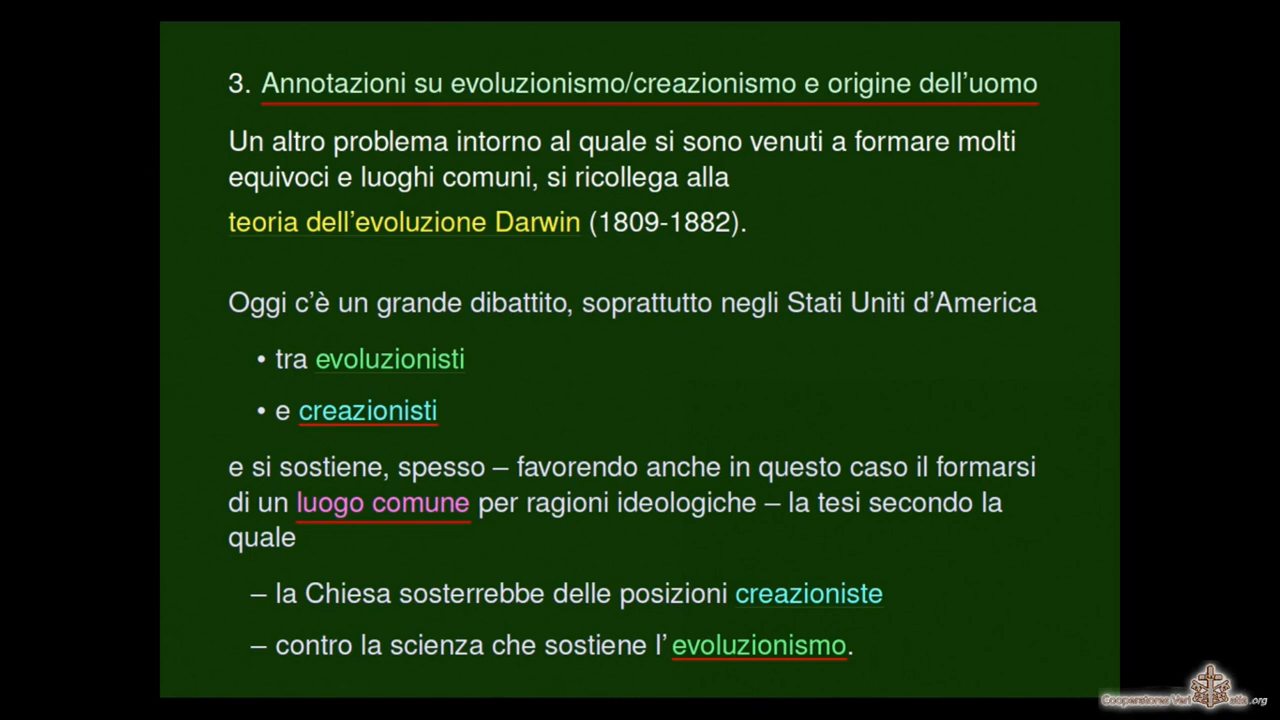 3. Annotazioni su evoluzionismo/creazionismo e origine dell'uomo
Un altro problema intorno al quale si sono venuti a formare molti
equivoci e luoghi comuni, si ricollega alla
teoria dell'evoluzione Darwin (1809-1882).
Oggi c'è un grande dibattito, soprattutto negli Stati Uniti d'America
• tra evoluzionisti
• e creazionisti
e si sostiene, spesso – favorendo anche in questo caso il formarsi
di un luogo comune per ragioni ideologiche – la tesi secondo la
quale
– la Chiesa sosterrebbe delle posizioni creazioniste
– contro la scienza che sostiene l'evoluzionismo.